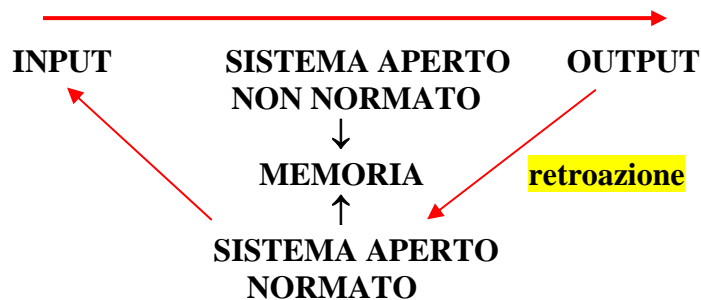 INPUT SISTEMA APERTO OUTPUT
NON NORMATO
↓
MEMORIA retroazione
↑
SISTEMA APERTO
NORMATO